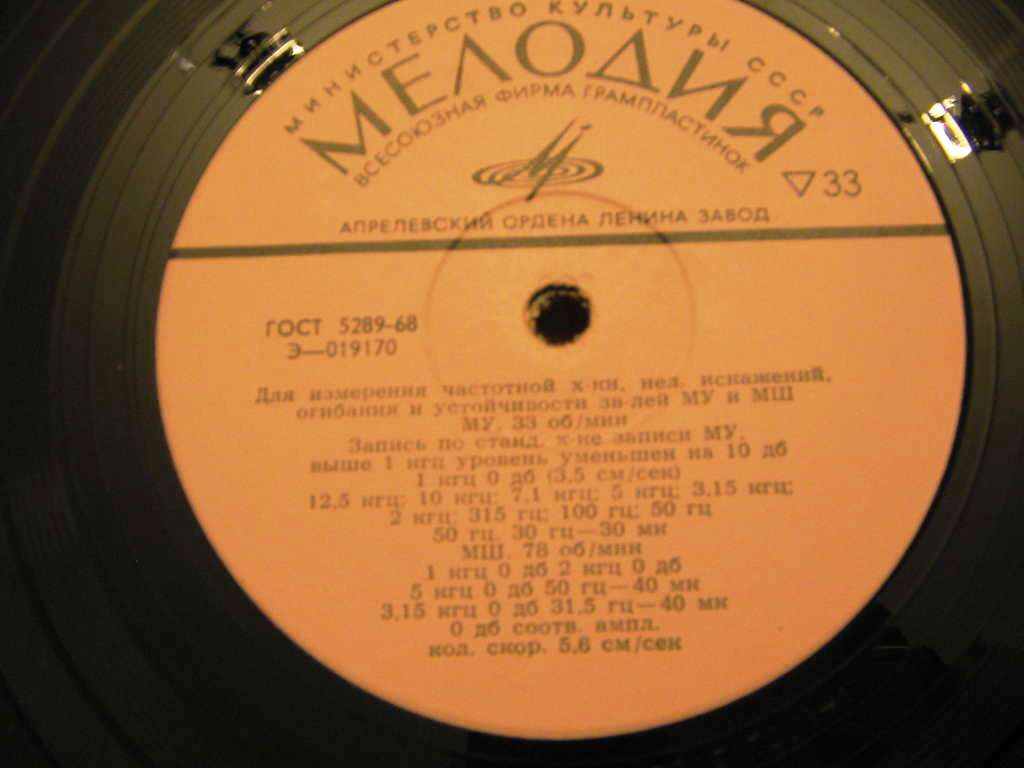 МИНИСТЕРСТВО КУЛЬТУРЫ СССР
МЕЛОДИЯ
ВСЕСОЮЗНАЯ ФИРМА ГРАМПЛАСТИНОК
▽33
АПРЕЛЕВСКИЙ ОРДЕНА ЛЕНИНА ЗАВОД
ГОСТ 5289-68
Э—019170
Для измерения частотной х-ки, нел. искажений,
огибания и устойчивости зв-лей МУ и МШ
МУ, 33 об/мин
Запись по станд. х-ке записи МУ,
выше 1 кгц уровень уменьшен на 10 дб
1 кгц 0 дб (3,5 см/сек)
12,5 кгц; 10 кгц; 7,1 кгц; 5 кгц; 3,15 кгц;
2 кгц; 315 гц; 100 гц; 50 гц
50 гц, 30 гц—30 мк
МШ, 78 об/мин
1 кгц 0 дб 2 кгц 0 дб
5 кгц 0 дб 50 гц—40 мк
3,15 кгц 0 дб 31,5 гц—40 мк
0 дб соотв. ампл.
кол. скор. 5,6 см/сек